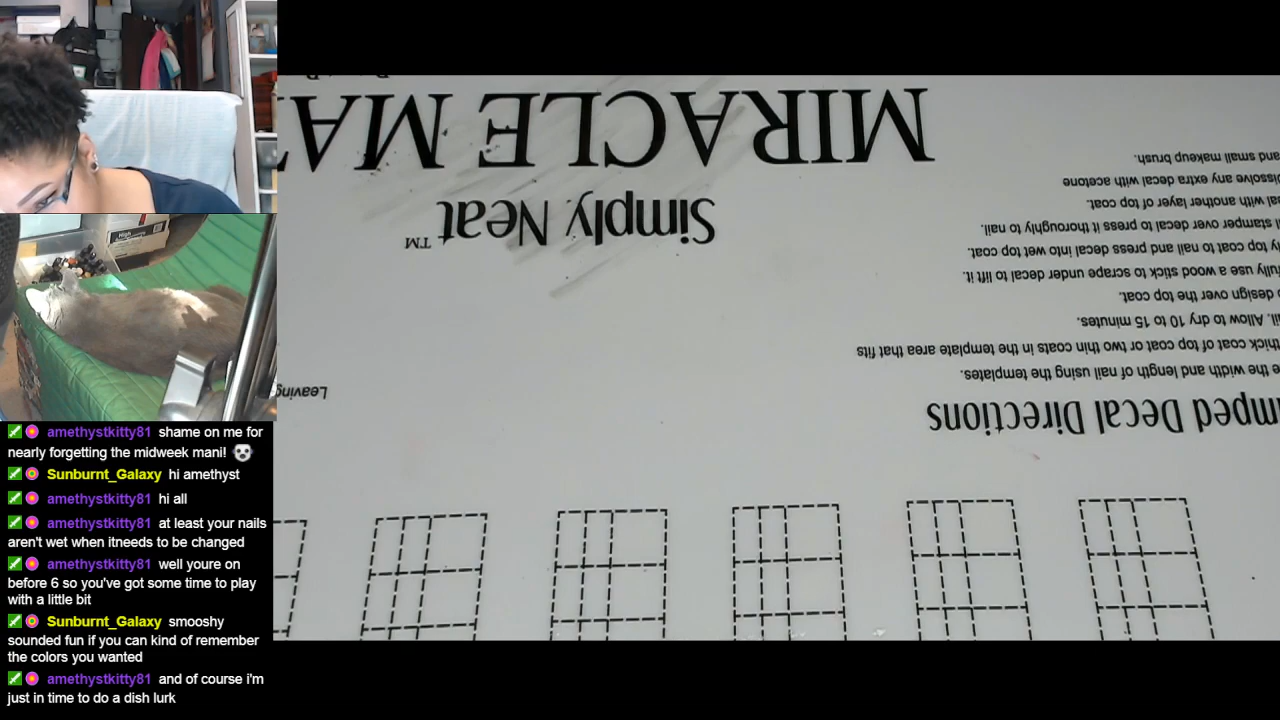 amethystkitty81 shame on me for
nearly forgetting the midweek mani!
Sunburnt_Galaxy hi amethyst
amethystkitty81 hi all
amethystkitty81 at least your nails
aren't wet when itneeds to be changed
amethystkitty81 well youre on
before 6 so you've got some time to play
with a little bit
Sunburnt_Galaxy smooshy
sounded fun if you can kind of remember
the colors you wanted
amethystkitty81 and of course i'm
just in time to do a dish lurk
MIRACLE MA
Simply Neat™
Leaving
mped Decal Directions
e the width and length of nail using the templates.
thick coat of top coat or two thin coats in the template area that fits
il. Allow to dry 10 to 15 minutes.
design over the top coat.
fully use a wood stick to scrape under decal to lift it.
y top coat to nail and press decal into wet top coat.
stamper over decal to press it thoroughly to nail.
al with another layer of top coat.
dissolve any extra decal with acetone
and small makeup brush.